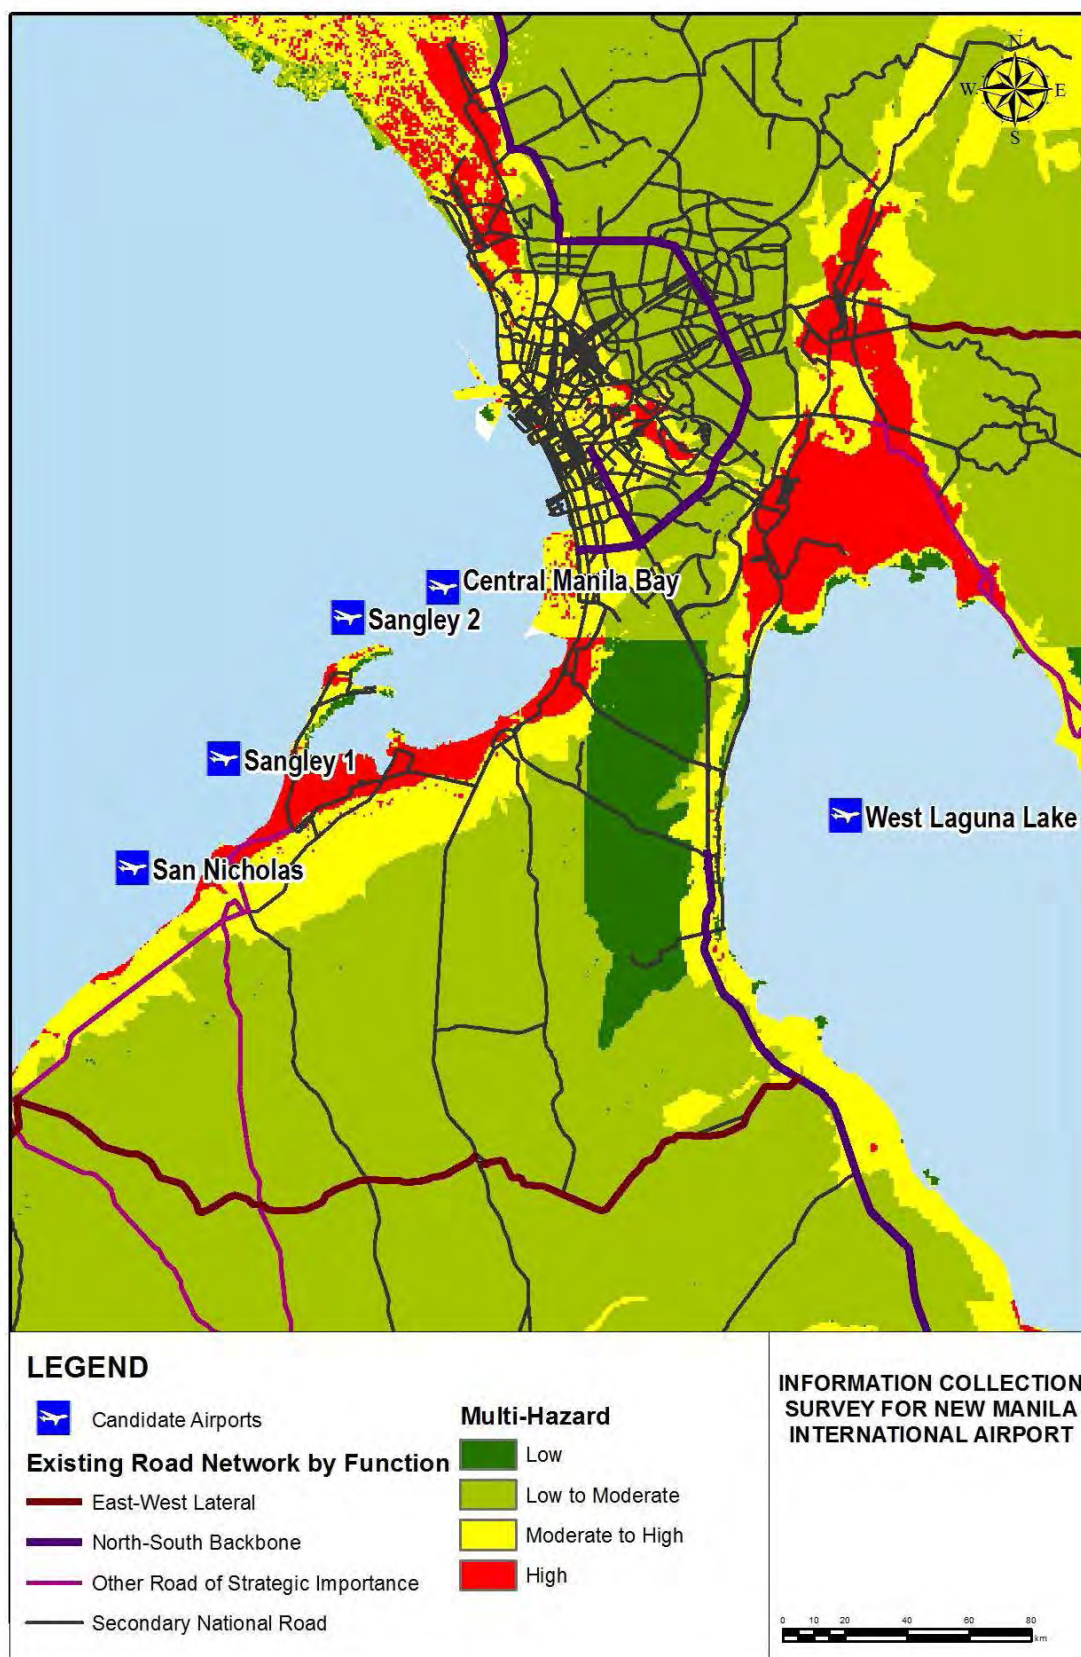 N
W E
S
Central Manila Bay
Sangley 2
Sangley 1
West Laguna Lake
San Nicholas
LEGEND
Candidate Airports
Existing Road Network by Function
East-West Lateral
North-South Backbone
Other Road of Strategic Importance
Secondary National Road
Multi-Hazard
Low
Low to Moderate
Moderate to High
High
INFORMATION COLLECTION
SURVEY FOR NEW MANILA
INTERNATIONAL AIRPORT
0 10 20 40 60 80
km